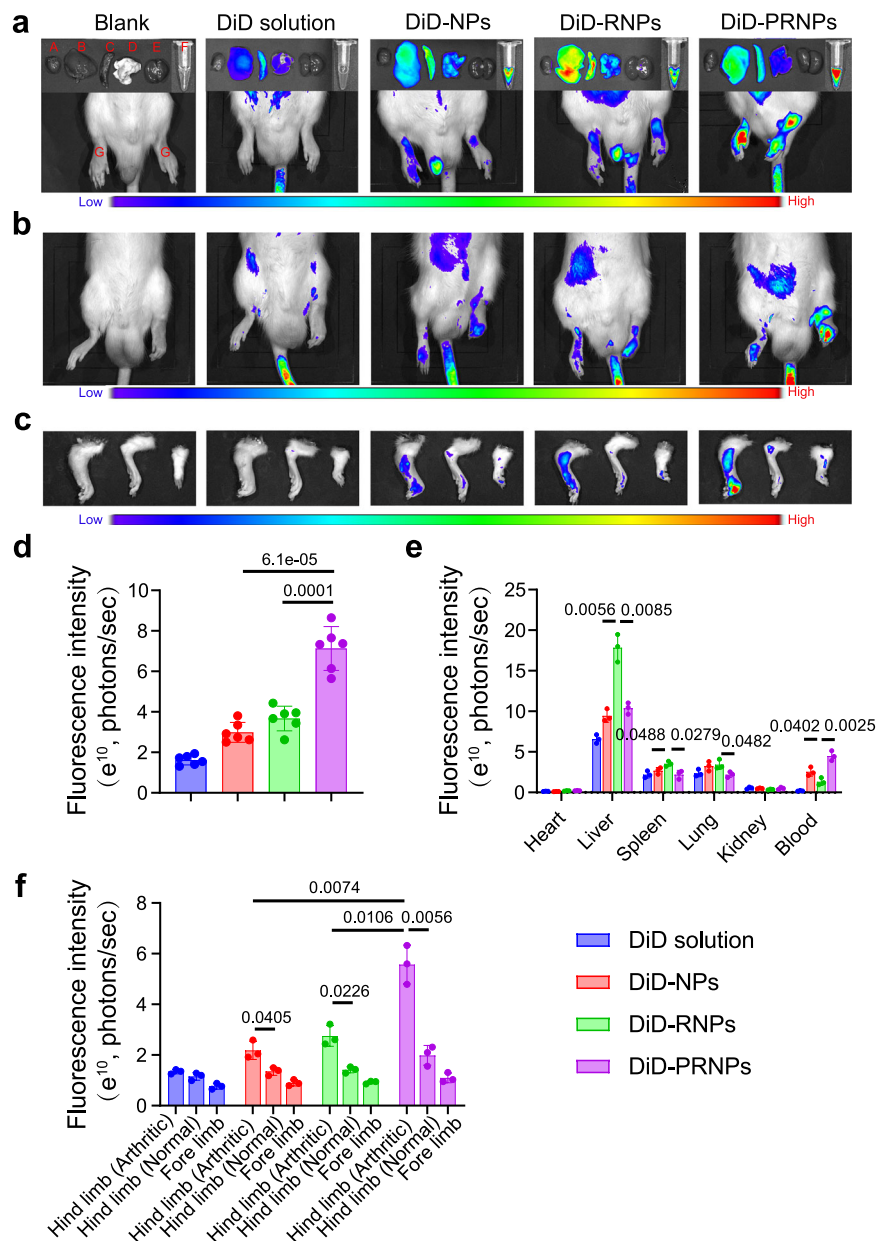 a
Blank
DiD solution
DiD-NPs
DiD-RNPs
DiD-PRNPs
A B C D E F
G G
Low High
b
Low High
c
Low High
d
Fluorescence intensity
(e¹⁰, photons/sec)
10
8
6
4
2
0
6.1e-05
0.0001
e
Fluorescence intensity
(e¹⁰, photons/sec)
25
20
15
10
5
0
0.0056 0.0085
0.0488 0.0279
0.0482
0.0402 0.0025
Heart Liver Spleen Lung Kidney Blood
f
Fluorescence intensity
(e¹⁰, photons/sec)
8
6
4
2
0
0.0074
0.0106 0.0056
0.0226
0.0405
Hind limb (Arthritic)
Hind limb (Normal)
Fore limb
Hind limb (Arthritic)
Hind limb (Normal)
Fore limb
Hind limb (Arthritic)
Hind limb (Normal)
Fore limb
Hind limb (Arthritic)
Hind limb (Normal)
Fore limb
DiD solution
DiD-NPs
DiD-RNPs
DiD-PRNPs